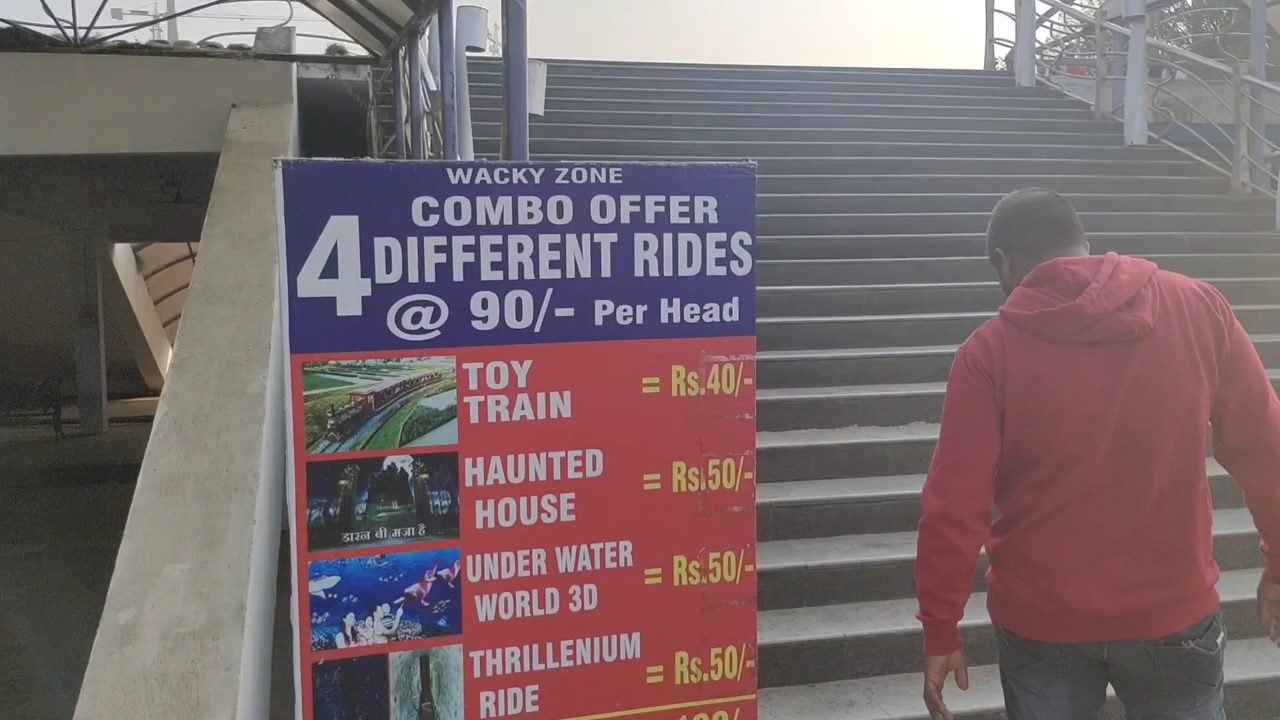 WACKY ZONE
COMBO OFFER
4 DIFFERENT RIDES
@ 90/- Per Head
TOY TRAIN = Rs.40/-
HAUNTED HOUSE = Rs.50/-
डारन बी मज़ा है
UNDER WATER WORLD 3D = Rs.50/-
THRILLENIUM RIDE = Rs.50/-